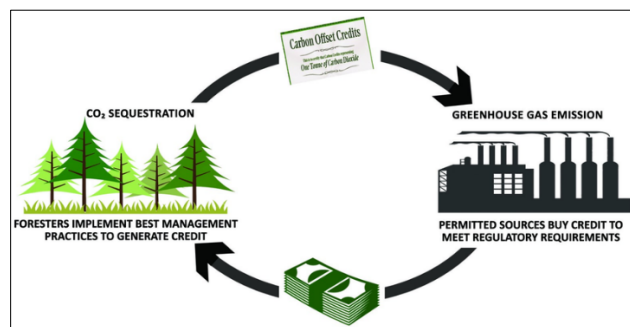 Carbon Offset Credits
One Tonne of Carbon Dioxide
CO₂ SEQUESTRATION
GREENHOUSE GAS EMISSION
FORESTERS IMPLEMENT BEST MANAGEMENT
PRACTICES TO GENERATE CREDIT
PERMITTED SOURCES BUY CREDIT TO
MEET REGULATORY REQUIREMENTS